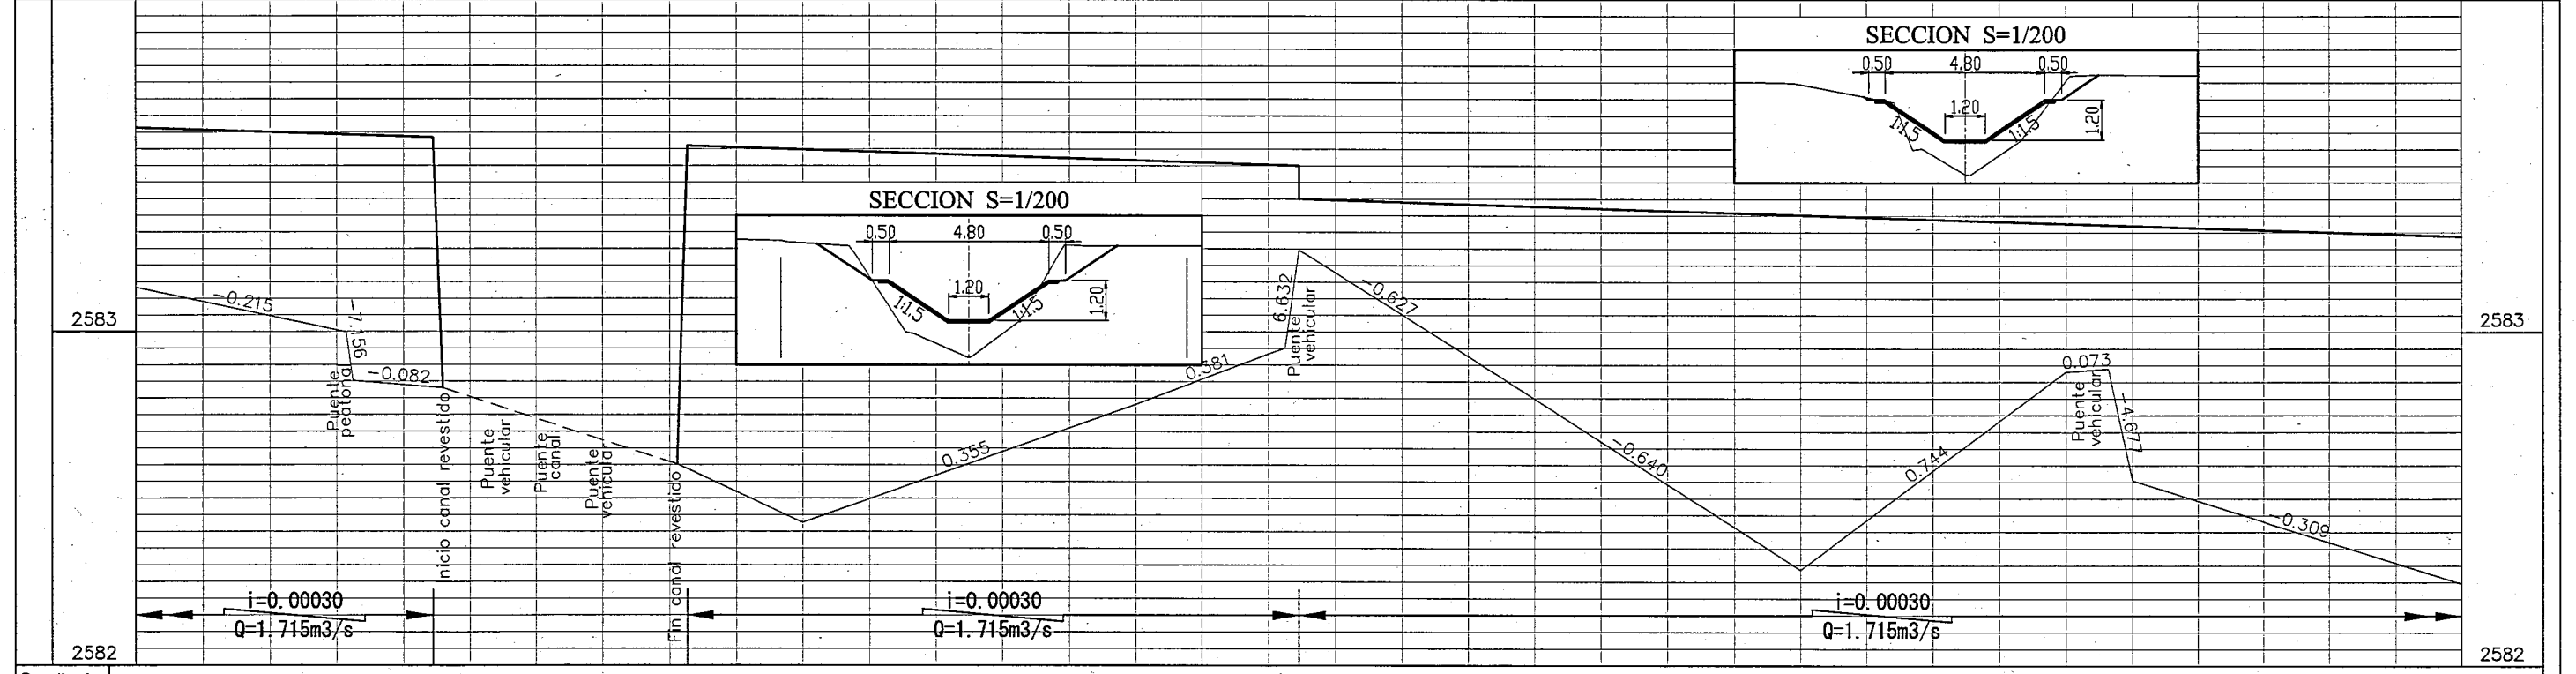 SECCION S=1/200
0.50 4.80 0.50
1.20
1:1.5 1:1.5 1.20
SECCION S=1/200
0.50 4.80 0.50
1.20
1:1.5 1:1.5 1.20
2583
2583
-0.215
-7.156
-0.082
Puente
peatonal
nicio canal revestido
Puente
vehicular
Puente
canal
Puente
vehicular
Fin canal revestido
0.355
0.381
6.632
Puente
vehicular
-0.627
-0.640
0.744
0.073
Puente
vehicular
-4.677
-0.309
i=0.00030
Q=1.715m3/s
i=0.00030
Q=1.715m3/s
i=0.00030
Q=1.715m3/s
2582
2582